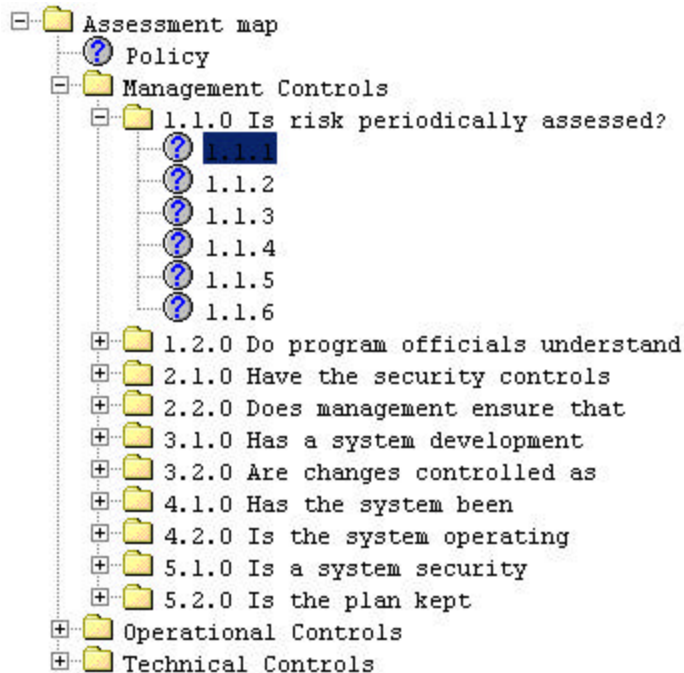 Assessment map
Policy
Management Controls
1.1.0 Is risk periodically assessed?
1.1.1
1.1.2
1.1.3
1.1.4
1.1.5
1.1.6
1.2.0 Do program officials understand
2.1.0 Have the security controls
2.2.0 Does management ensure that
3.1.0 Has a system development
3.2.0 Are changes controlled as
4.1.0 Has the system been
4.2.0 Is the system operating
5.1.0 Is a system security
5.2.0 Is the plan kept
Operational Controls
Technical Controls